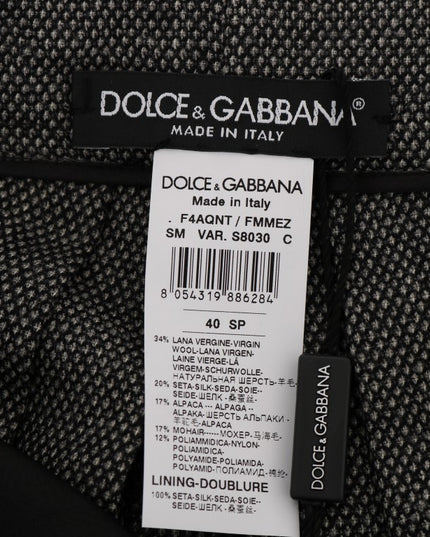 DOLCE & GABBANA®
MADE IN ITALY
DOLCE & GABBANA
Made in Italy
. F4AQNT / FMMEZ
SM VAR. S8030 C
8 054319 886284
40 SP
34% LANA VERGINE-VIRGIN
WOOL-LANA VIRGEN-
LAINE VIERGE-LÃ
VIRGEM-SCHURWOLLE-
НАТУРАЛЬНАЯ ШЕРСТЬ-羊毛-
20% SETA-SILK-SEDA-SOIE--
SEIDE-ШЕЛК -桑蚕丝-
17% ALPACA --- ALPAGA --
ALPAKA-ШЕРСТЬ АЛЬПАКИ -
羊驼毛-ALPACA
17% MOHAIR------ МОХЕР-马海毛-
12% POLIAMMIDICA-NYLON-
POLIAMIDICA-
POLYAMIDE-POLIAMIDA-
POLYAMID-ПОЛИАМИД-
LINING-DOUBLURE
100% SETA-SILK-SEDA-SOIE--
SEIDE-ШЕЛК -桑蚕丝-
DOLCE & GABBANA